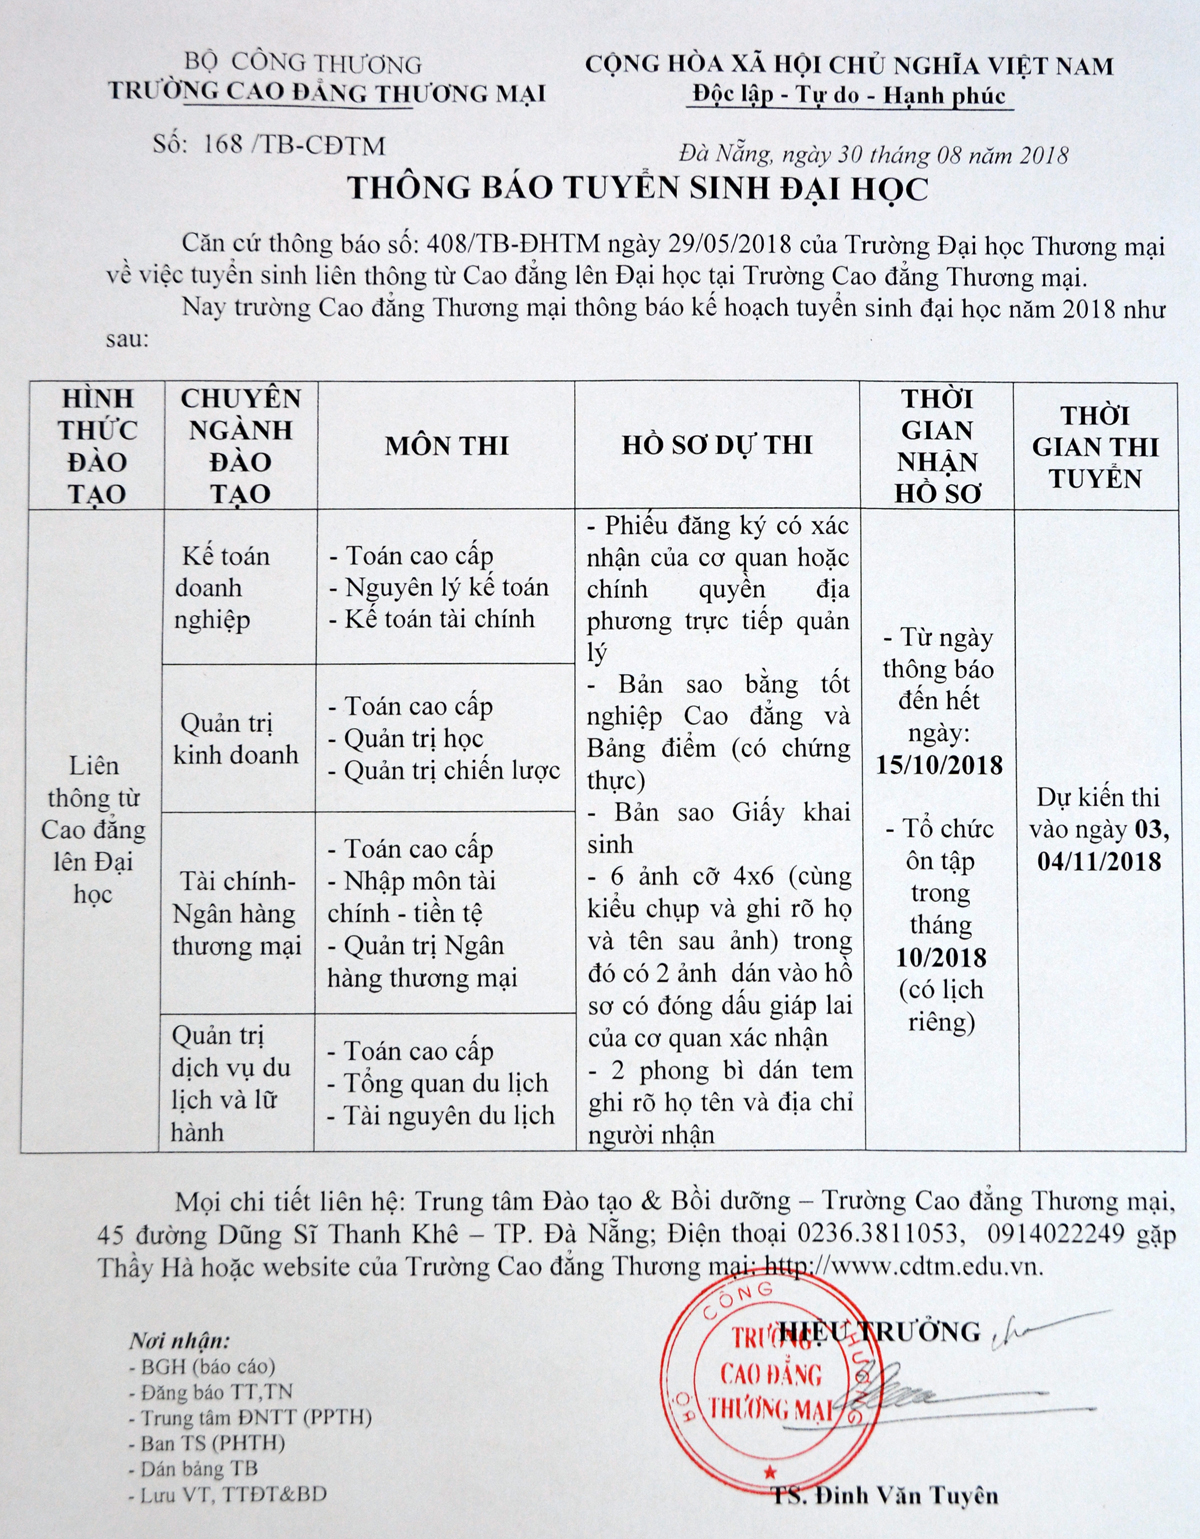 BỘ CÔNG THƯƠNG
TRƯỜNG CAO ĐẲNG THƯƠNG MẠI
CỘNG HÒA XÃ HỘI CHỦ NGHĨA VIỆT NAM
Độc lập - Tự do - Hạnh phúc
Số: 168 /TB-CĐTM
Đà Nẵng, ngày 30 tháng 08 năm 2018
THÔNG BÁO TUYỂN SINH ĐẠI HỌC
Căn cứ thông báo số: 408/TB-ĐHTM ngày 29/05/2018 của Trường Đại học Thương mại
về việc tuyển sinh liên thông từ Cao đẳng lên Đại học tại Trường Cao đẳng Thương mại.
Nay trường Cao đẳng Thương mại thông báo kế hoạch tuyển sinh đại học năm 2018 như
sau:
HÌNH
THỨC
ĐÀO
TẠO
CHUYÊN
NGÀNH
ĐÀO
TẠO
MÔN THI
HỒ SƠ DỰ THI
THỜI
GIAN
NHẬN
HỒ SƠ
THỜI
GIAN THI
TUYỂN
Liên
thông từ
Cao đẳng
lên Đại
học
Kế toán
doanh
nghiệp
- Toán cao cấp
- Nguyên lý kế toán
- Kế toán tài chính
Quản trị
kinh doanh
- Toán cao cấp
- Quản trị học
- Quản trị chiến lược
Tài chính-
Ngân hàng
thương mại
- Toán cao cấp
- Nhập môn tài
chính - tiền tệ
- Quản trị Ngân
hàng thương mại
Quản trị
dịch vụ du
lịch và lữ
hành
- Toán cao cấp
- Tổng quan du lịch
- Tài nguyên du lịch
- Phiếu đăng ký có xác
nhận của cơ quan hoặc
chính quyền địa
phương trực tiếp quản
lý
- Bản sao bằng tốt
nghiệp Cao đẳng và
Bảng điểm (có chứng
thực)
- Bản sao Giấy khai
sinh
- 6 ảnh cỡ 4x6 (cùng
kiểu chụp và ghi rõ họ
và tên sau ảnh) trong
đó có 2 ảnh dán vào hồ
sơ có đóng dấu giáp lai
của cơ quan xác nhận
- 2 phong bì dán tem
ghi rõ họ tên và địa chỉ
người nhận
- Từ ngày
thông báo
đến hết
ngày:
15/10/2018
- Tổ chức
ôn tập
trong
tháng
10/2018
(có lịch
riêng)
Dự kiến thi
vào ngày 03,
04/11/2018
Mọi chi tiết liên hệ: Trung tâm Đào tạo & Bồi dưỡng – Trường Cao đẳng Thương mại,
45 đường Dũng Sĩ Thanh Khê – TP. Đà Nẵng; Điện thoại 0236.3811053, 0914022249 gặp
Thầy Hà hoặc website của Trường Cao đẳng Thương mại: http://www.cdtm.edu.vn.
Nơi nhận:
- BGH (báo cáo)
- Đăng báo TT,TN
- Trung tâm ĐNTT (PPTH)
- Ban TS (PHTH)
- Dán bảng TB
- Lưu VT, TTĐT&BD
HIỆU TRƯỞNG
BỘ CÔNG THƯƠNG
TRƯỜNG
CAO ĐẲNG
THƯƠNG MẠI
TS. Đinh Văn Tuyên